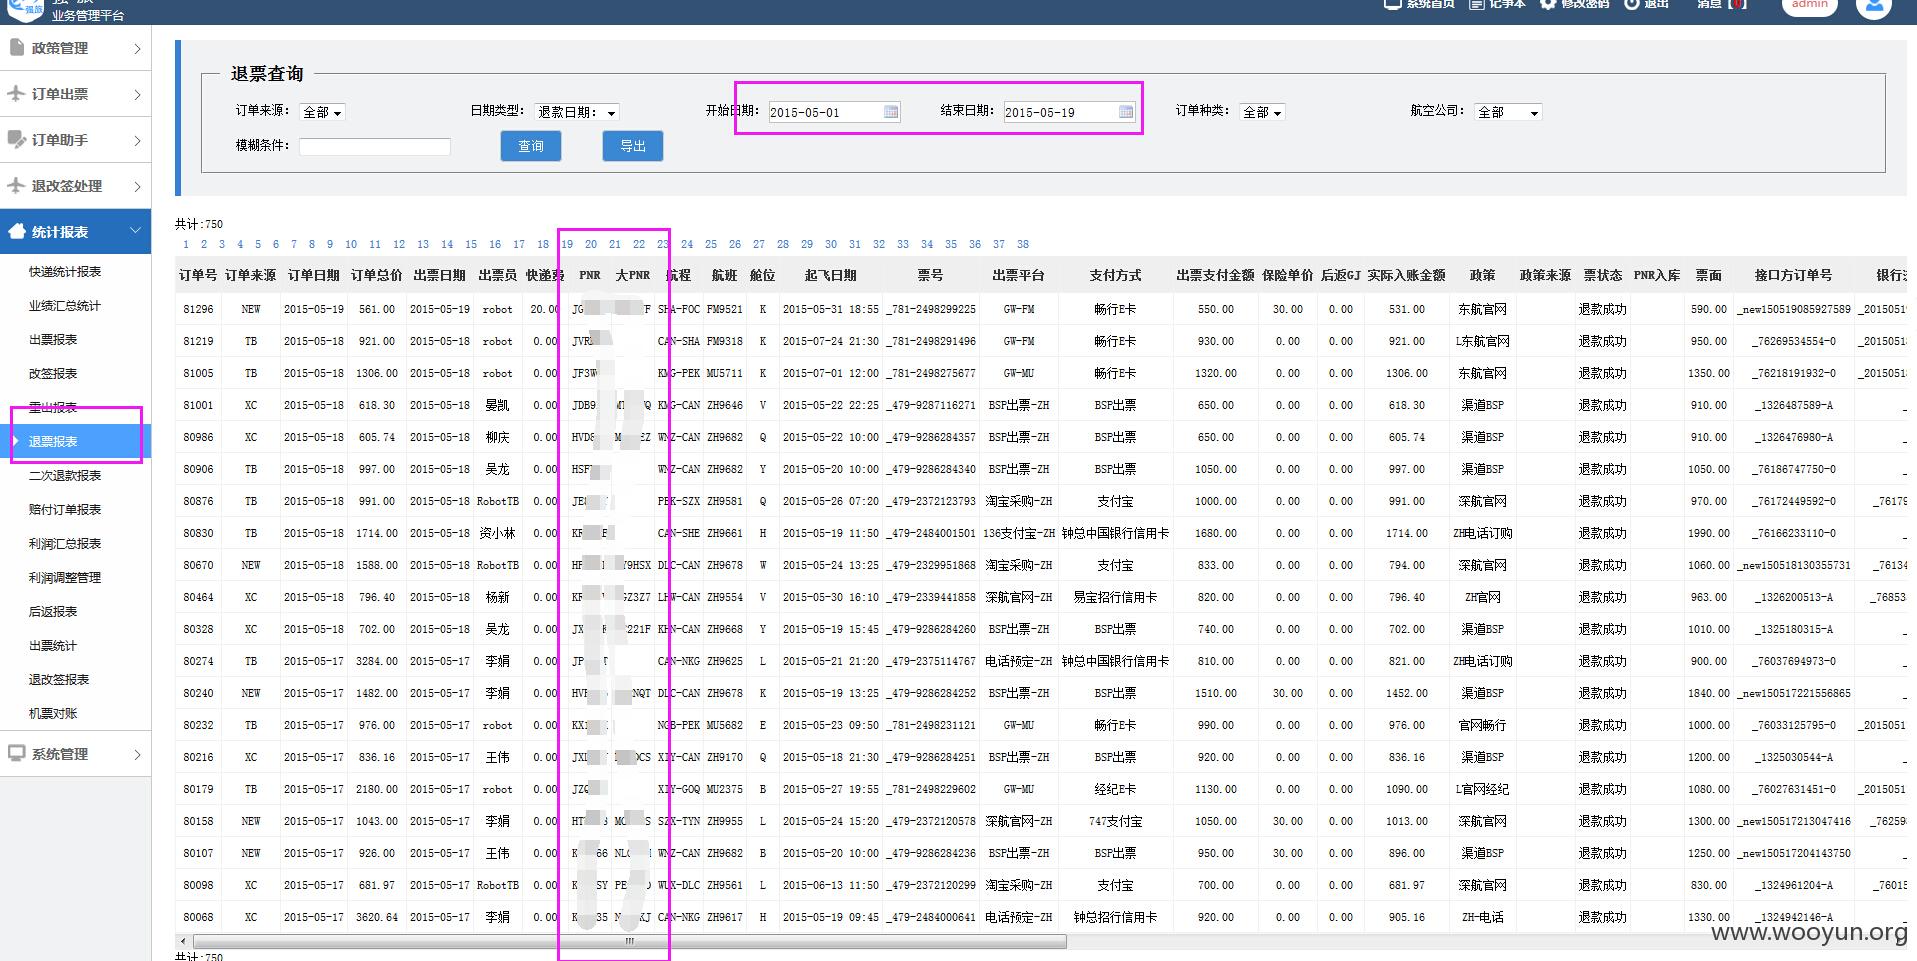 业务管理平台 系统首页 记事本 修改密码 退出 消息【0】 admin
政策管理
订单出票
订单助手
退改签处理
统计报表
快递统计报表
业绩汇总统计
出票报表
改签报表
重出报表
退票报表
二次退款报表
赔付订单报表
利润汇总报表
利润调整管理
后返报表
出票统计
退改签报表
机票对账
系统管理
退票查询
订单来源: 全部 日期类型: 退款日期: 开始日期: 2015-05-01 结束日期: 2015-05-19 订单种类: 全部 航空公司: 全部
模糊条件: 查询 导出
共计:750
1 2 3 4 5 6 7 8 9 10 11 12 13 14 15 16 17 18 19 20 21 22 23 24 25 26 27 28 29 30 31 32 33 34 35 36 37 38
订单号 订单来源 订单日期 订单总价 出票日期 出票员 快递费 PNR 大PNR 航程 航班 舱位 起飞日期 票号 出票平台 支付方式 出票支付金额 保险单价 后返GJ 实际入账金额 政策 政策来源 票状态 PNR入库 票面 接口方订单号
81296 NEW 2015-05-19 561.00 2015-05-19 robot 20.00 SHA-FOC FM9521 K 2015-05-31 18:55 _781-2498299225 GW-FM 畅行E卡 550.00 30.00 0.00 531.00 东航官网 退款成功 590.00 _new150519085927589 _2015051
81219 TB 2015-05-18 921.00 2015-05-18 robot 0.00 CAN-SHA FM9318 K 2015-07-24 21:30 _781-2498291496 GW-FM 畅行E卡 930.00 0.00 0.00 921.00 L东航官网 退款成功 950.00 _76269534554-0 _2015051
81005 TB 2015-05-18 1306.00 2015-05-18 robot 0.00 KMG-PEK MU5711 K 2015-07-01 12:00 _781-2498275677 GW-MU 畅行E卡 1320.00 0.00 0.00 1306.00 东航官网 退款成功 1350.00 _76218191932-0 _2015051
81001 XC 2015-05-18 618.30 2015-05-18 晏凯 0.00 KMG-CAN ZH9646 V 2015-05-22 22:25 _479-9287116271 BSP出票-ZH BSP出票 650.00 0.00 0.00 618.30 渠道BSP 退款成功 910.00 _1326487589-A
80986 XC 2015-05-18 605.74 2015-05-18 柳庆 0.00 WNZ-CAN ZH9682 Q 2015-05-22 10:00 _479-9286284357 BSP出票-ZH BSP出票 650.00 0.00 0.00 605.74 渠道BSP 退款成功 910.00 _1326476980-A
80906 TB 2015-05-18 997.00 2015-05-18 吴龙 0.00 WNZ-CAN ZH9682 Y 2015-05-20 10:00 _479-9286284340 BSP出票-ZH BSP出票 1050.00 0.00 0.00 997.00 渠道BSP 退款成功 1050.00 _76186747750-0
80876 TB 2015-05-18 991.00 2015-05-18 RobotTB 0.00 PEK-SZX ZH9581 Q 2015-05-26 07:20 _479-2372123793 淘宝采购-ZH 支付宝 1000.00 0.00 0.00 991.00 深航官网 退款成功 970.00 _76172449592-0 _76179
80830 TB 2015-05-18 1714.00 2015-05-18 资小林 0.00 CAN-SHE ZH9661 H 2015-05-19 11:50 _479-2484001501 136支付宝-ZH 钟总中国银行信用卡 1680.00 0.00 0.00 1714.00 ZH电话订购 退款成功 1990.00 _76166233110-0
80670 NEW 2015-05-18 1588.00 2015-05-18 RobotTB 0.00 DLC-CAN ZH9678 W 2015-05-24 13:25 _479-2329951868 淘宝采购-ZH 支付宝 833.00 0.00 0.00 794.00 深航官网 退款成功 1060.00 _new150518130355731 _76134
80464 XC 2015-05-18 796.40 2015-05-18 杨新 0.00 LHW-CAN ZH9554 V 2015-05-30 16:10 _479-2339441858 深航官网-ZH 易宝招行信用卡 820.00 0.00 0.00 796.40 ZH官网 退款成功 963.00 _1326200513-A _76853
80328 XC 2015-05-18 702.00 2015-05-18 吴龙 0.00 KHN-CAN ZH9668 Y 2015-05-19 15:45 _479-9286284260 BSP出票-ZH BSP出票 740.00 0.00 0.00 702.00 渠道BSP 退款成功 1010.00 _1325180315-A
80274 TB 2015-05-17 3284.00 2015-05-17 李娟 0.00 CAN-NKG ZH9625 L 2015-05-21 21:20 _479-2375114767 电话预定-ZH 钟总中国银行信用卡 810.00 0.00 0.00 821.00 ZH电话订购 退款成功 900.00 _76037694973-0
80240 NEW 2015-05-17 1482.00 2015-05-17 李娟 0.00 DLC-CAN ZH9678 K 2015-05-19 13:25 _479-9286284252 BSP出票-ZH BSP出票 1510.00 30.00 0.00 1452.00 渠道BSP 退款成功 1840.00 _new150517221556865
80232 TB 2015-05-17 976.00 2015-05-17 robot 0.00 NGB-PEK MU5682 E 2015-05-23 09:50 _781-2498231121 GW-MU 畅行E卡 990.00 0.00 0.00 976.00 官网畅行 退款成功 1000.00 _76033125795-0 _2015051
80216 XC 2015-05-17 836.16 2015-05-17 王伟 0.00 XIY-CAN ZH9170 Q 2015-05-18 21:30 _479-9286284251 BSP出票-ZH BSP出票 920.00 0.00 0.00 836.16 渠道BSP 退款成功 1200.00 _1325030544-A
80179 TB 2015-05-17 2180.00 2015-05-17 robot 0.00 XIY-GOQ MU2375 B 2015-05-27 19:55 _781-2498229602 GW-MU 经纪E卡 1130.00 0.00 0.00 1090.00 L官网经纪 退款成功 1080.00 _76027631451-0 _2015051
80158 NEW 2015-05-17 1043.00 2015-05-17 李娟 0.00 SZX-TYN ZH9955 L 2015-05-24 15:20 _479-2372120578 深航官网-ZH 747支付宝 1050.00 30.00 0.00 1013.00 深航官网 退款成功 1300.00 _new150517213047416 _76259
80107 NEW 2015-05-17 926.00 2015-05-17 王伟 0.00 WNZ-CAN ZH9682 B 2015-05-20 10:00 _479-9286284236 BSP出票-ZH BSP出票 950.00 30.00 0.00 896.00 渠道BSP 退款成功 1250.00 _new150517204143750
80098 XC 2015-05-17 681.97 2015-05-17 RobotTB 0.00 WUX-DLC ZH9561 L 2015-06-13 11:50 _479-2372120299 淘宝采购-ZH 支付宝 700.00 0.00 0.00 681.97 深航官网 退款成功 830.00 _1324961204-A _76015
80068 XC 2015-05-17 3620.64 2015-05-17 李娟 0.00 CAN-NKG ZH9617 H 2015-05-19 09:45 _479-2484000641 电话预定-ZH 钟总招行信用卡 920.00 0.00 0.00 905.16 ZH-电话 退款成功 1330.00 _1324942146-A
共计:750
www.wooyun.org